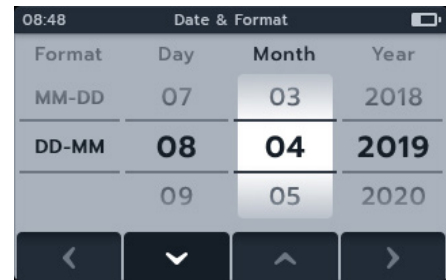 08:48 Date & Format
Format Day Month Year
MM-DD 07 03 2018
DD-MM 08 04 2019
09 05 2020